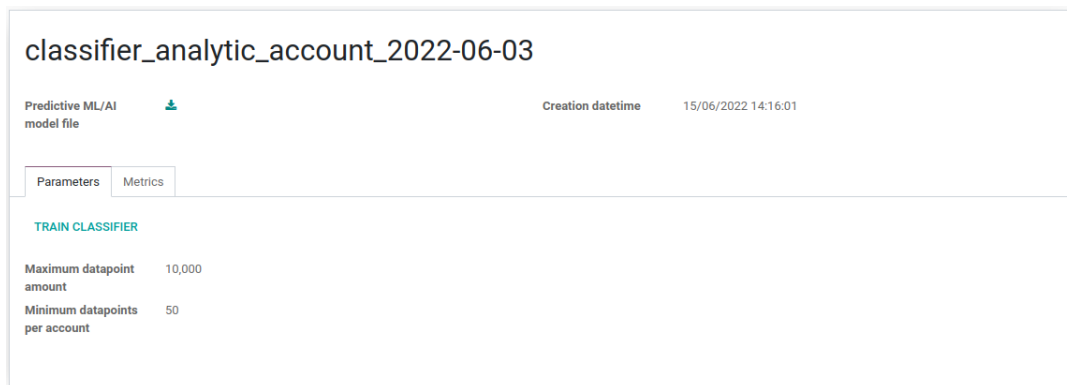 classifier_analytic_account_2022-06-03
Predictive ML/AI
model file
Creation datetime 15/06/2022 14:16:01
Parameters Metrics
TRAIN CLASSIFIER
Maximum datapoint 10,000
amount
Minimum datapoints 50
per account